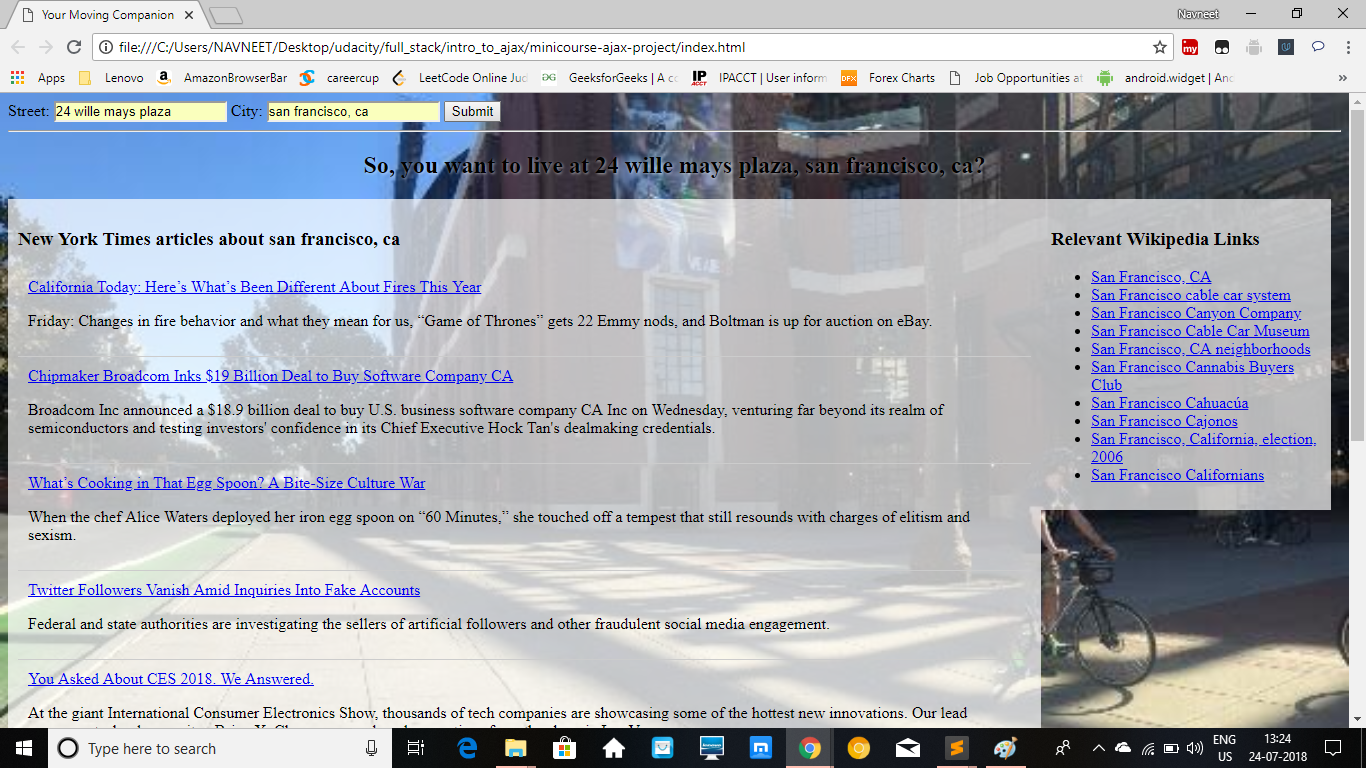 Your Moving Companion
Navneet
file:///C:/Users/NAVNEET/Desktop/udacity/full_stack/intro_to_ajax/minicourse-ajax-project/index.html
my
Apps Lenovo AmazonBrowserBar careercup LeetCode Online Jud GeeksforGeeks | A c IPACCT | User inform Forex Charts Job Opportunities at android.widget | And
Street: 24 wille mays plaza City: san francisco, ca Submit
So, you want to live at 24 wille mays plaza, san francisco, ca?
New York Times articles about san francisco, ca
California Today: Here’s What’s Been Different About Fires This Year
Friday: Changes in fire behavior and what they mean for us, “Game of Thrones” gets 22 Emmy nods, and Boltman is up for auction on eBay.
Chipmaker Broadcom Inks $19 Billion Deal to Buy Software Company CA
Broadcom Inc announced a $18.9 billion deal to buy U.S. business software company CA Inc on Wednesday, venturing far beyond its realm of
semiconductors and testing investors' confidence in its Chief Executive Hock Tan's dealmaking credentials.
What’s Cooking in That Egg Spoon? A Bite-Size Culture War
When the chef Alice Waters deployed her iron egg spoon on “60 Minutes,” she touched off a tempest that still resounds with charges of elitism and
sexism.
Twitter Followers Vanish Amid Inquiries Into Fake Accounts
Federal and state authorities are investigating the sellers of artificial followers and other fraudulent social media engagement.
You Asked About CES 2018. We Answered.
At the giant International Consumer Electronics Show, thousands of tech companies are showcasing some of the hottest new innovations. Our lead
Relevant Wikipedia Links
San Francisco, CA
San Francisco cable car system
San Francisco Canyon Company
San Francisco Cable Car Museum
San Francisco, CA neighborhoods
San Francisco Cannabis Buyers
Club
San Francisco Cahuacúa
San Francisco Cajonos
San Francisco, California, election,
2006
San Francisco Californians
Type here to search
ENG
US
13:24
24-07-2018